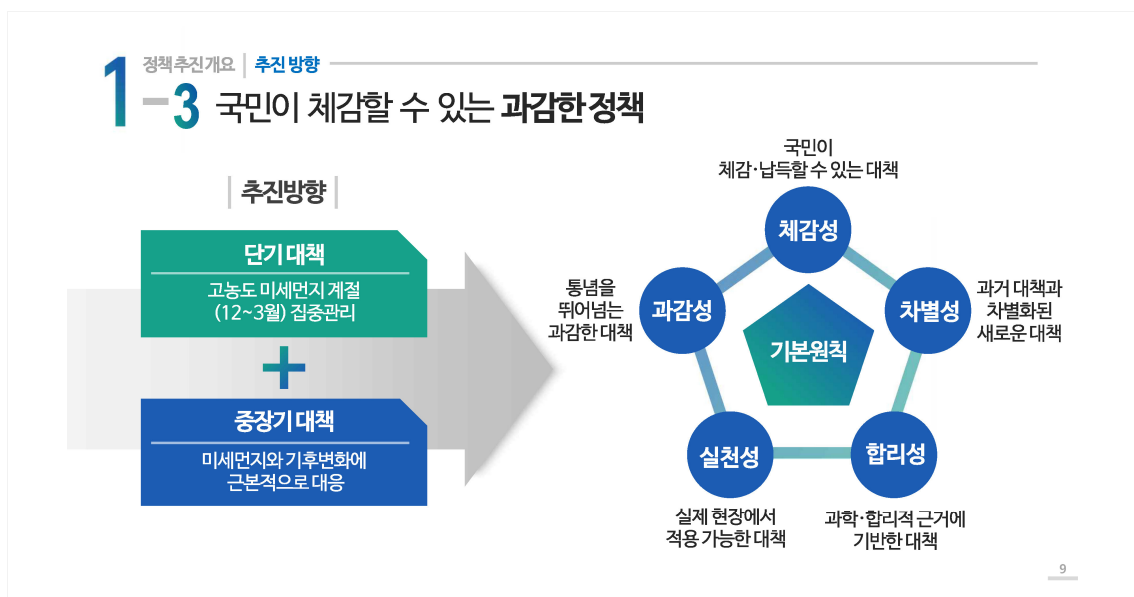 1-3
정책 추진 개요 | 추진 방향
국민이 체감할 수 있는 과감한 정책
| 추진방향 |
단기 대책
고농도 미세먼지 계절
(12~3월) 집중관리
+
중장기 대책
미세먼지와 기후변화에
근본적으로 대응
국민이
체감·납득할 수 있는 대책
체감성
통념을
뛰어넘는
과감한 대책
과감성
차별성
과거 대책과
차별화된
새로운 대책
기본원칙
실천성
합리성
실제 현장에서
적용 가능한 대책
과학·합리적 근거에
기반한 대책
9